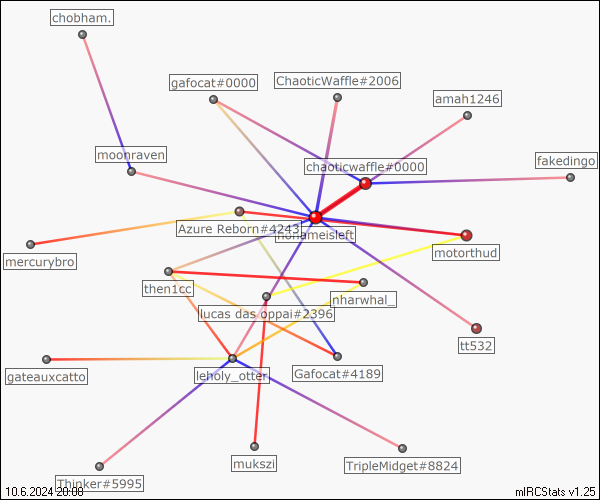 chobham.
gafocat#0000
ChaoticWaffle#2006
amah1246
moonraven
chaoticwaffle#0000
fakedingo
Azure Reborn#4243
nonameisleft
mercurybro
motorthud
then1cc
nharwhal_
lucas das oppai#2396
tt532
gateauxcatto
leholy_otter
Gafocat#4189
mukszi
TripleMidget#8824
Thinker#5995
10.6.2024 20:08
mIRCStats v1.25